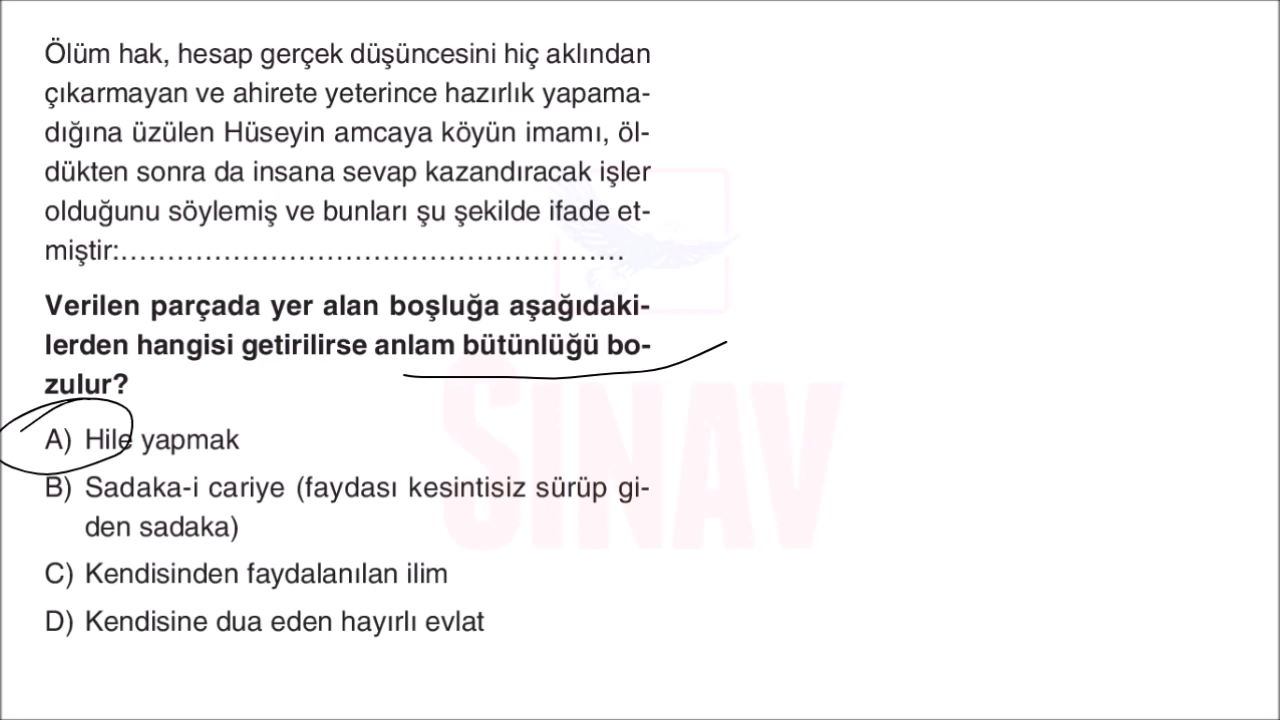 Ölüm hak, hesap gerçek düşüncesini hiç aklından
çıkarmayan ve ahirete yeterince hazırlık yapama-
dığına üzülen Hüseyin amcaya köyün imamı, öl-
dükten sonra da insana sevap kazandıracak işler
olduğunu söylemiş ve bunları şu şekilde ifade et-
miştir:......................................................
Verilen parçada yer alan boşluğa aşağıdaki-
lerden hangisi getirilirse anlam bütünlüğü bo-
zulur?
A) Hile yapmak
B) Sadaka-i cariye (faydası kesintisiz sürüp gi-
den sadaka)
C) Kendisinden faydalanılan ilim
D) Kendisine dua eden hayırlı evlat
SINAV